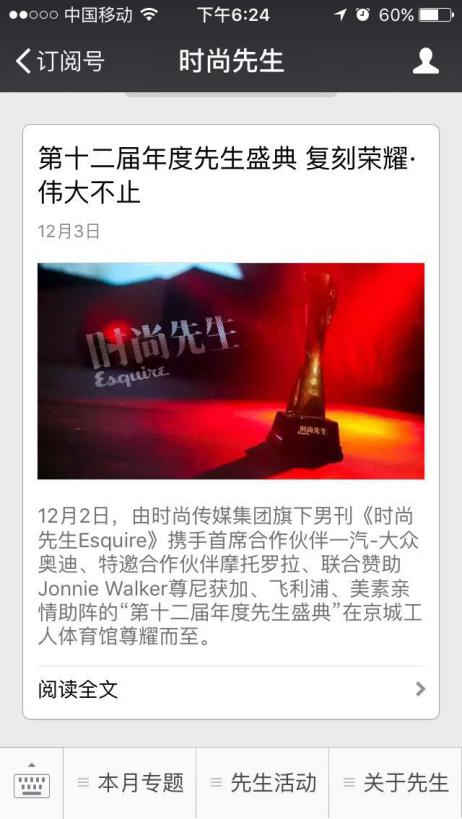 中国移动
下午6:24
60%
订阅号
时尚先生
第十二届年度先生盛典 复刻荣耀·
伟大不止
12月3日
时尚先生
Esquire
时尚先生
12月2日，由时尚传媒集团旗下男刊《时尚
先生Esquire》携手首席合作伙伴一汽-大众
奥迪、特邀合作伙伴摩托罗拉、联合赞助
Jonnie Walker尊尼获加、飞利浦、美素亲
情助阵的“第十二届年度先生盛典”在京城工
人体育馆尊耀而至。
阅读全文
本月专题
先生活动
关于先生